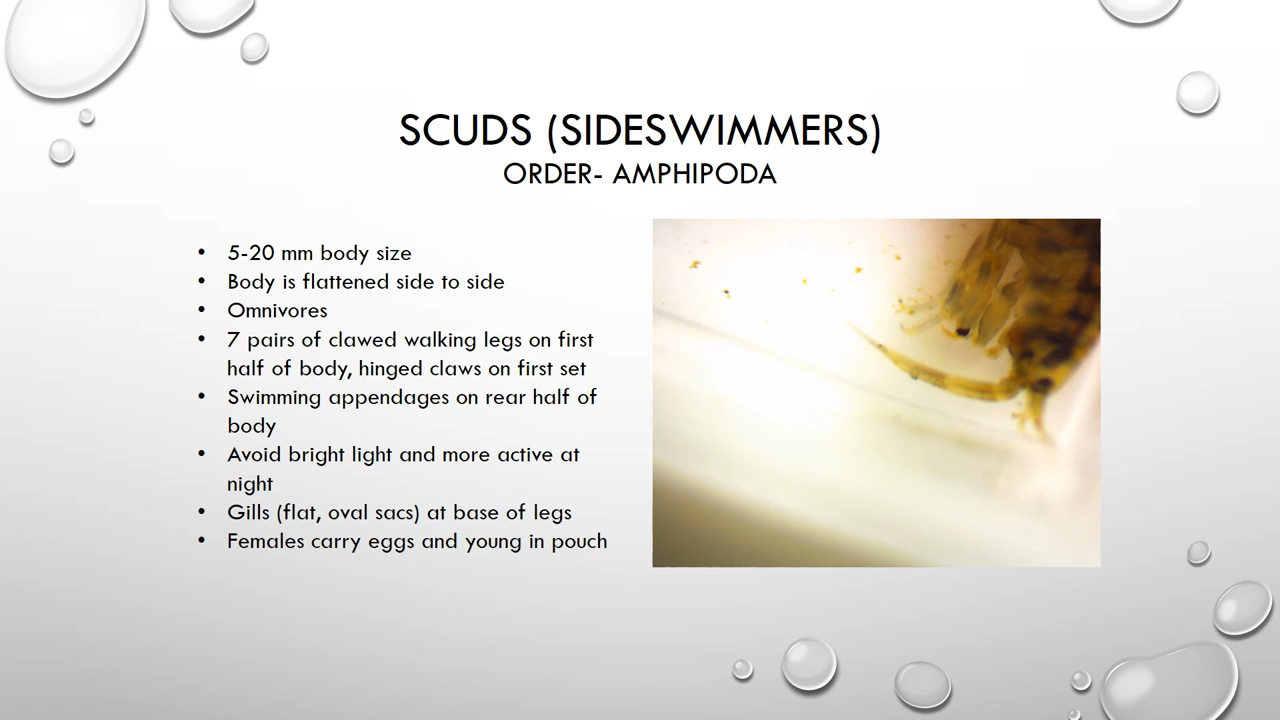 SCUDS (SIDESWIMMERS)
ORDER- AMPHIPODA
• 5-20 mm body size
• Body is flattened side to side
• Omnivores
• 7 pairs of clawed walking legs on first
half of body, hinged claws on first set
• Swimming appendages on rear half of
body
• Avoid bright light and more active at
night
• Gills (flat, oval sacs) at base of legs
• Females carry eggs and young in pouch